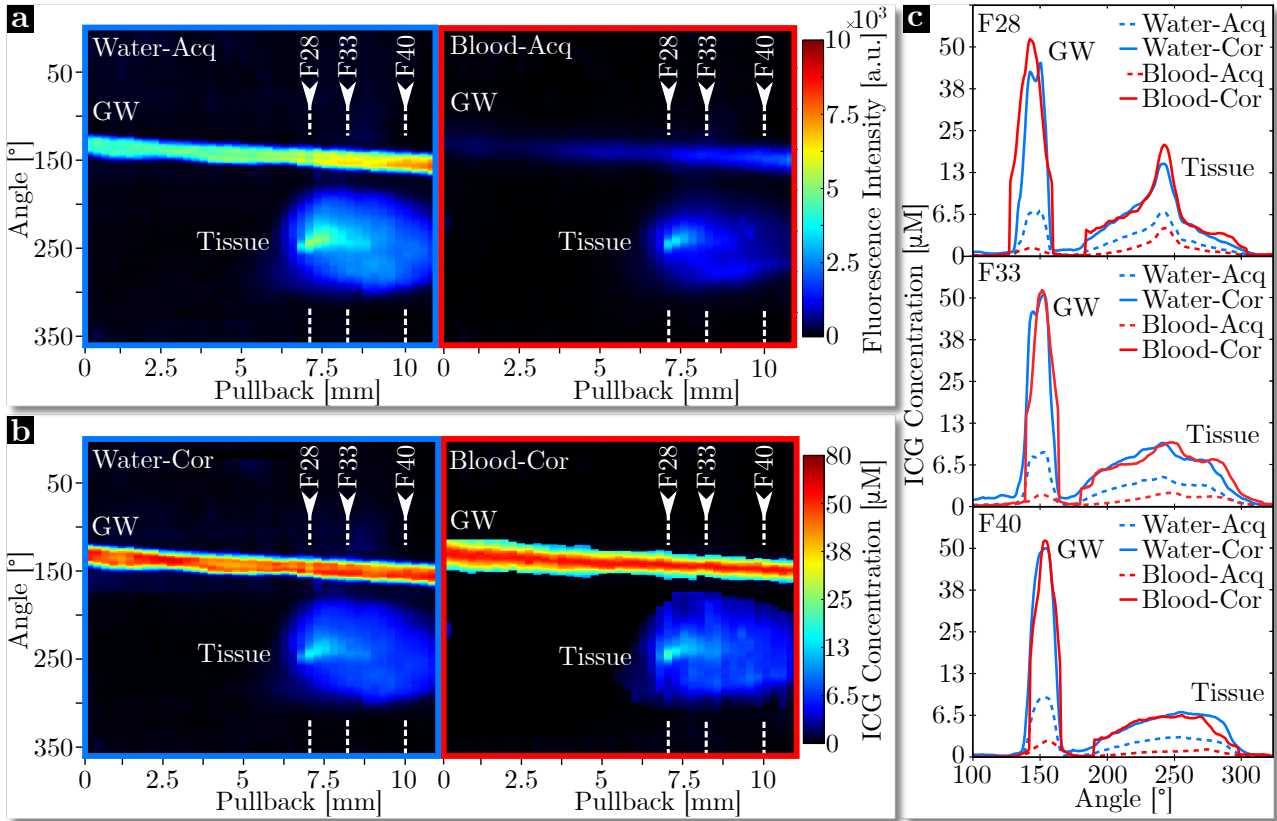 a
Water-Acq
F28
F33
F40
GW
Tissue
50
150
250
350
Angle [°]
0
2.5
5
7.5
10
Pullback [mm]
Blood-Acq
F28
F33
F40
GW
Tissue
0
2.5
5
7.5
10
Pullback [mm]
×10³
10
7.5
5
2.5
0
Fluorescence Intensity [a.u.]
b
Water-Cor
F28
F33
F40
GW
Tissue
50
150
250
350
Angle [°]
0
2.5
5
7.5
10
Pullback [mm]
Blood-Cor
F28
F33
F40
GW
Tissue
0
2.5
5
7.5
10
Pullback [mm]
80
50
38
25
13
6.5
0
ICG Concentration [µM]
c
F28
GW
Tissue
Water-Acq
Water-Cor
Blood-Acq
Blood-Cor
50
38
25
13
6.5
0
F33
GW
Tissue
Water-Acq
Water-Cor
Blood-Acq
Blood-Cor
50
38
25
13
6.5
0
F40
GW
Tissue
Water-Acq
Water-Cor
Blood-Acq
Blood-Cor
50
38
25
13
6.5
0
ICG Concentration [µM]
100
150
200
250
300
Angle [°]